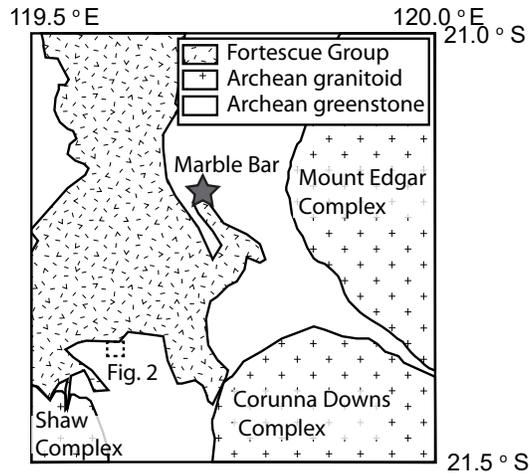 119.5 ° E
120.0 ° E
21.0 ° S
Fortescue Group
Archean granitoid
Archean greenstone
Marble Bar
Mount Edgar
Complex
Fig. 2
Corunna Downs
Complex
Shaw
Complex
21.5 ° S